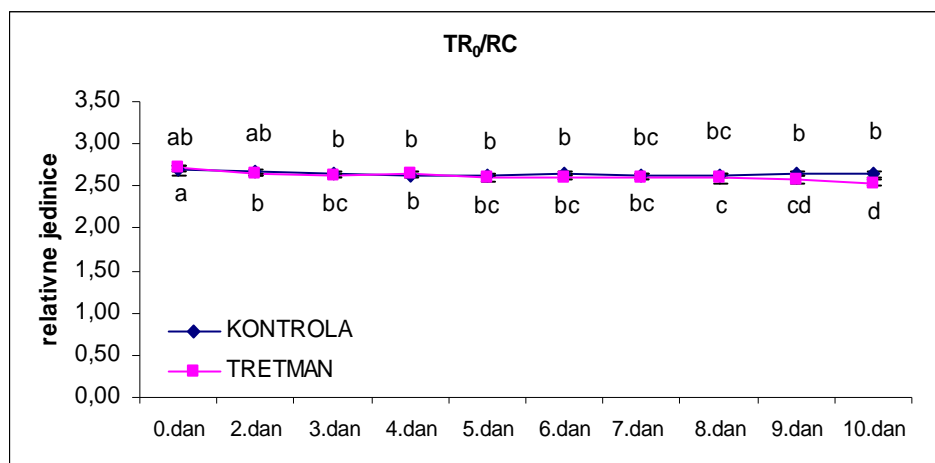 TR₀/RC
relativne jedinice
3,50
3,00
2,50
2,00
1,50
1,00
0,50
0,00
ab ab b b b b bc bc b b
a b bc b bc bc bc c cd d
KONTROLA
TRETMAN
0.dan 2.dan 3.dan 4.dan 5.dan 6.dan 7.dan 8.dan 9.dan 10.dan